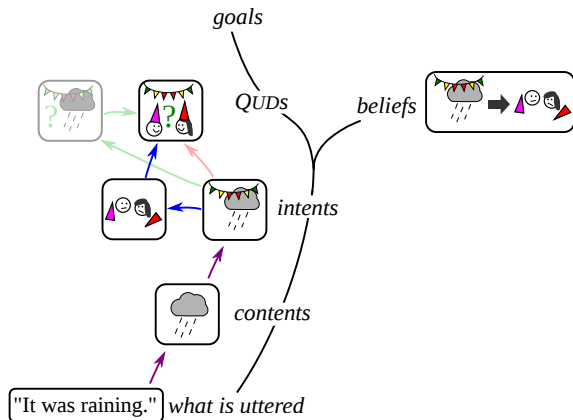 goals
?
?
QUDs
beliefs
intents
contents
"It was raining."
what is uttered